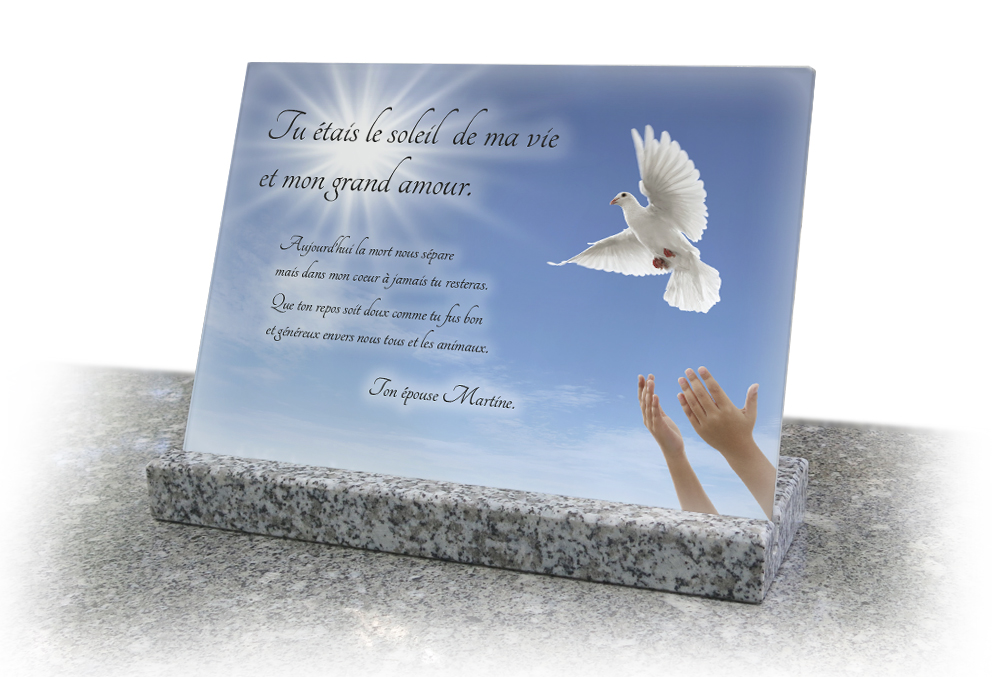 Tu étais le soleil de ma vie
et mon grand amour.
Aujourd'hui la mort nous sépare
mais dans mon coeur à jamais tu resteras.
Que ton repos soit doux comme tu fus bon
et généreux envers nous tous et les animaux.
Ton épouse Martine.